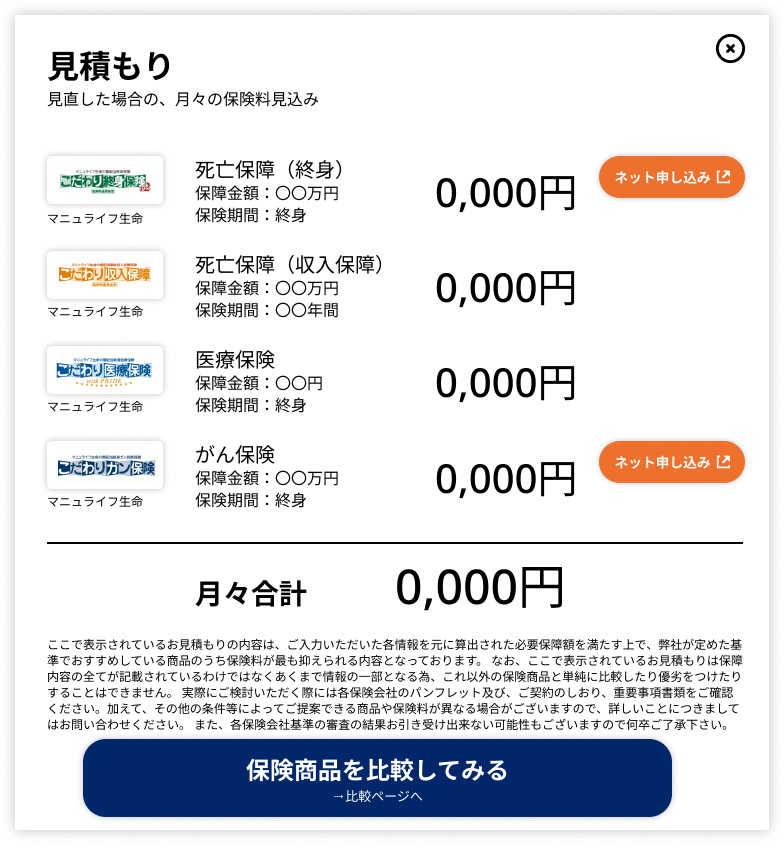 見積もり
見直した場合の、月々の保険料見込み
こだわり終身保険v2
マニュライフ生命
死亡保障（終身）
保障金額：〇〇万円
保険期間：終身
0,000円
ネット申し込み
こだわり収入保障
マニュライフ生命
死亡保障（収入保障）
保障金額：〇〇万円
保険期間：〇〇年間
0,000円
こだわり医療保険
with PRIDE
マニュライフ生命
医療保険
保障金額：〇〇円
保険期間：終身
0,000円
こだわりガン保険
マニュライフ生命
がん保険
保障金額：〇〇万円
保険期間：終身
0,000円
ネット申し込み
月々合計
0,000円
ここで表示されているお見積もりの内容は、ご入力いただいた各情報を元に算出された必要保障額を満たす上で、弊社が定めた基
準でおすすめしている商品のうち保険料が最も抑えられる内容となっております。 なお、ここで表示されているお見積もりは保障
内容の全てが記載されているわけではなくあくまで情報の一部となる為、これ以外の保険商品と単純に比較したり優劣をつけたり
することはできません。 実際にご検討いただく際には各保険会社のパンフレット及び、ご契約のしおり、重要事項書類をご確認
ください。加えて、その他の条件等によってご提案できる商品や保険料が異なる場合がございますので、詳しいことにつきまして
はお問い合わせください。 また、各保険会社基準の審査の結果お引き受け出来ない可能性もございますので何卒ご了承下さい。
保険商品を比較してみる
→比較ページへ